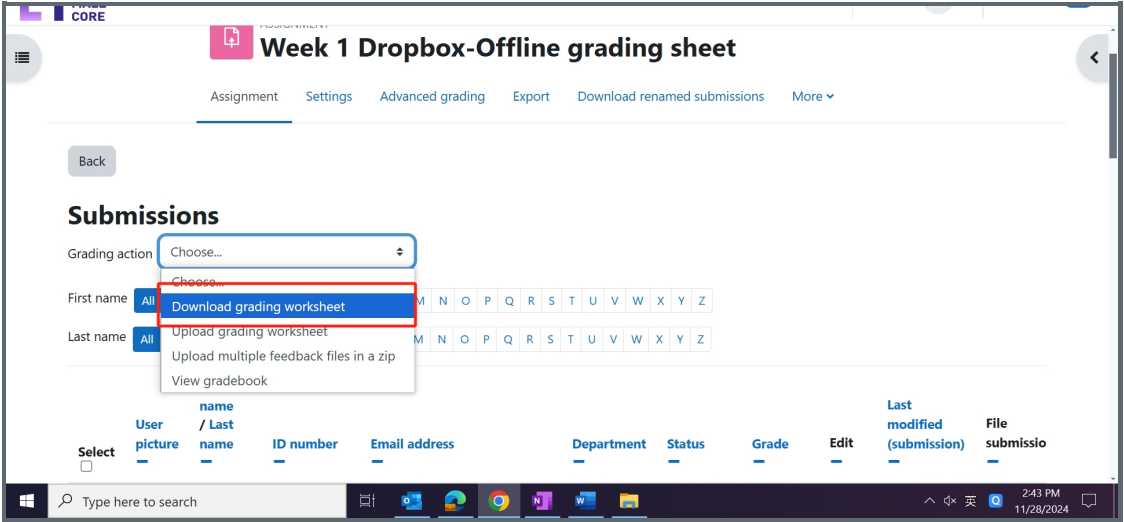 CORE
Week 1 Dropbox-Offline grading sheet
Assignment Settings Advanced grading Export Download renamed submissions More
Back
Submissions
Grading action Choose...
Choose...
First name All M N O P Q R S T U V W X Y Z
Download grading worksheet
Last name All M N O P Q R S T U V W X Y Z
Upload grading worksheet
Upload multiple feedback files in a zip
View gradebook
Select
User picture
name / Last name
ID number
Email address
Department
Status
Grade
Edit
Last modified (submission)
File submissio
Type here to search
英
2:43 PM
11/28/2024